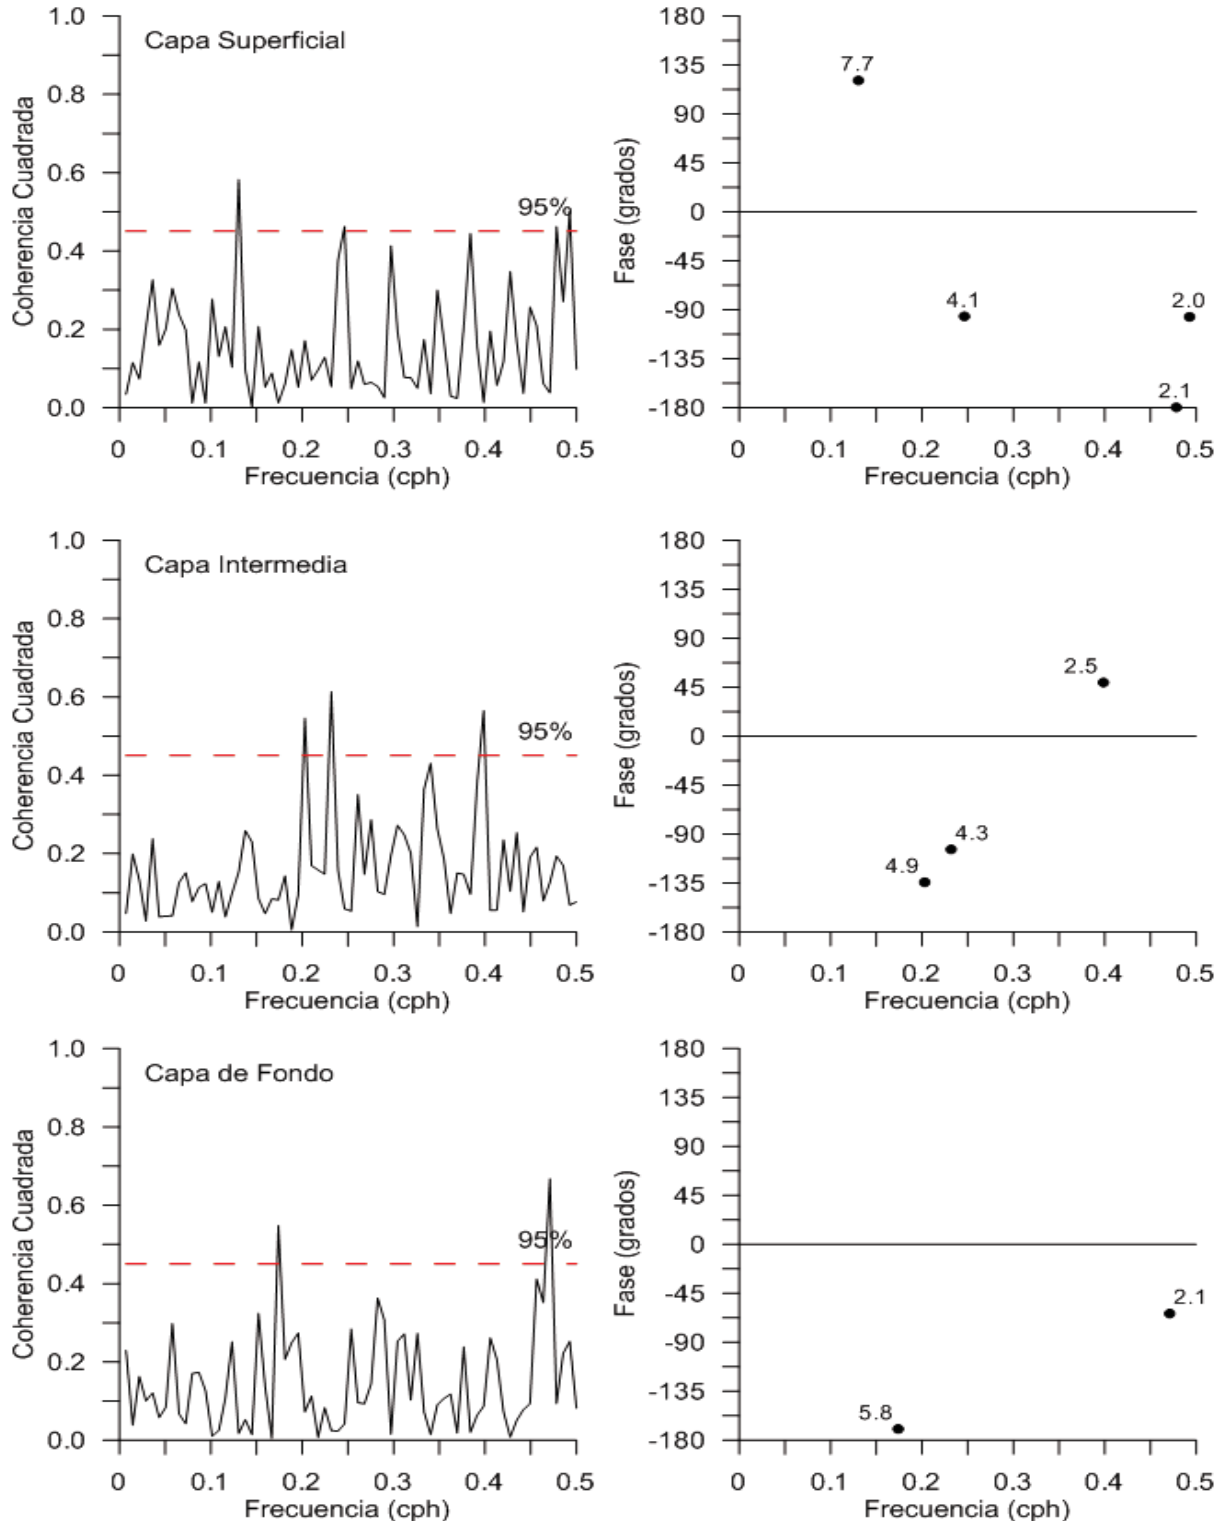 1.0
Capa Superficial
0.8
0.6
95%
0.4
0.2
0.0
Coherencia Cuadrada
0 0.1 0.2 0.3 0.4 0.5
Frecuencia (cph)
180
135
7.7
90
45
0
-45
4.1
2.0
-90
-135
2.1
-180
Fase (grados)
0 0.1 0.2 0.3 0.4 0.5
Frecuencia (cph)
1.0
Capa Intermedia
0.8
0.6
95%
0.4
0.2
0.0
Coherencia Cuadrada
0 0.1 0.2 0.3 0.4 0.5
Frecuencia (cph)
180
135
90
2.5
45
0
-45
-90
4.3
4.9
-135
-180
Fase (grados)
0 0.1 0.2 0.3 0.4 0.5
Frecuencia (cph)
1.0
Capa de Fondo
0.8
0.6
95%
0.4
0.2
0.0
Coherencia Cuadrada
0 0.1 0.2 0.3 0.4 0.5
Frecuencia (cph)
180
135
90
45
0
-45
2.1
-90
-135
5.8
-180
Fase (grados)
0 0.1 0.2 0.3 0.4 0.5
Frecuencia (cph)